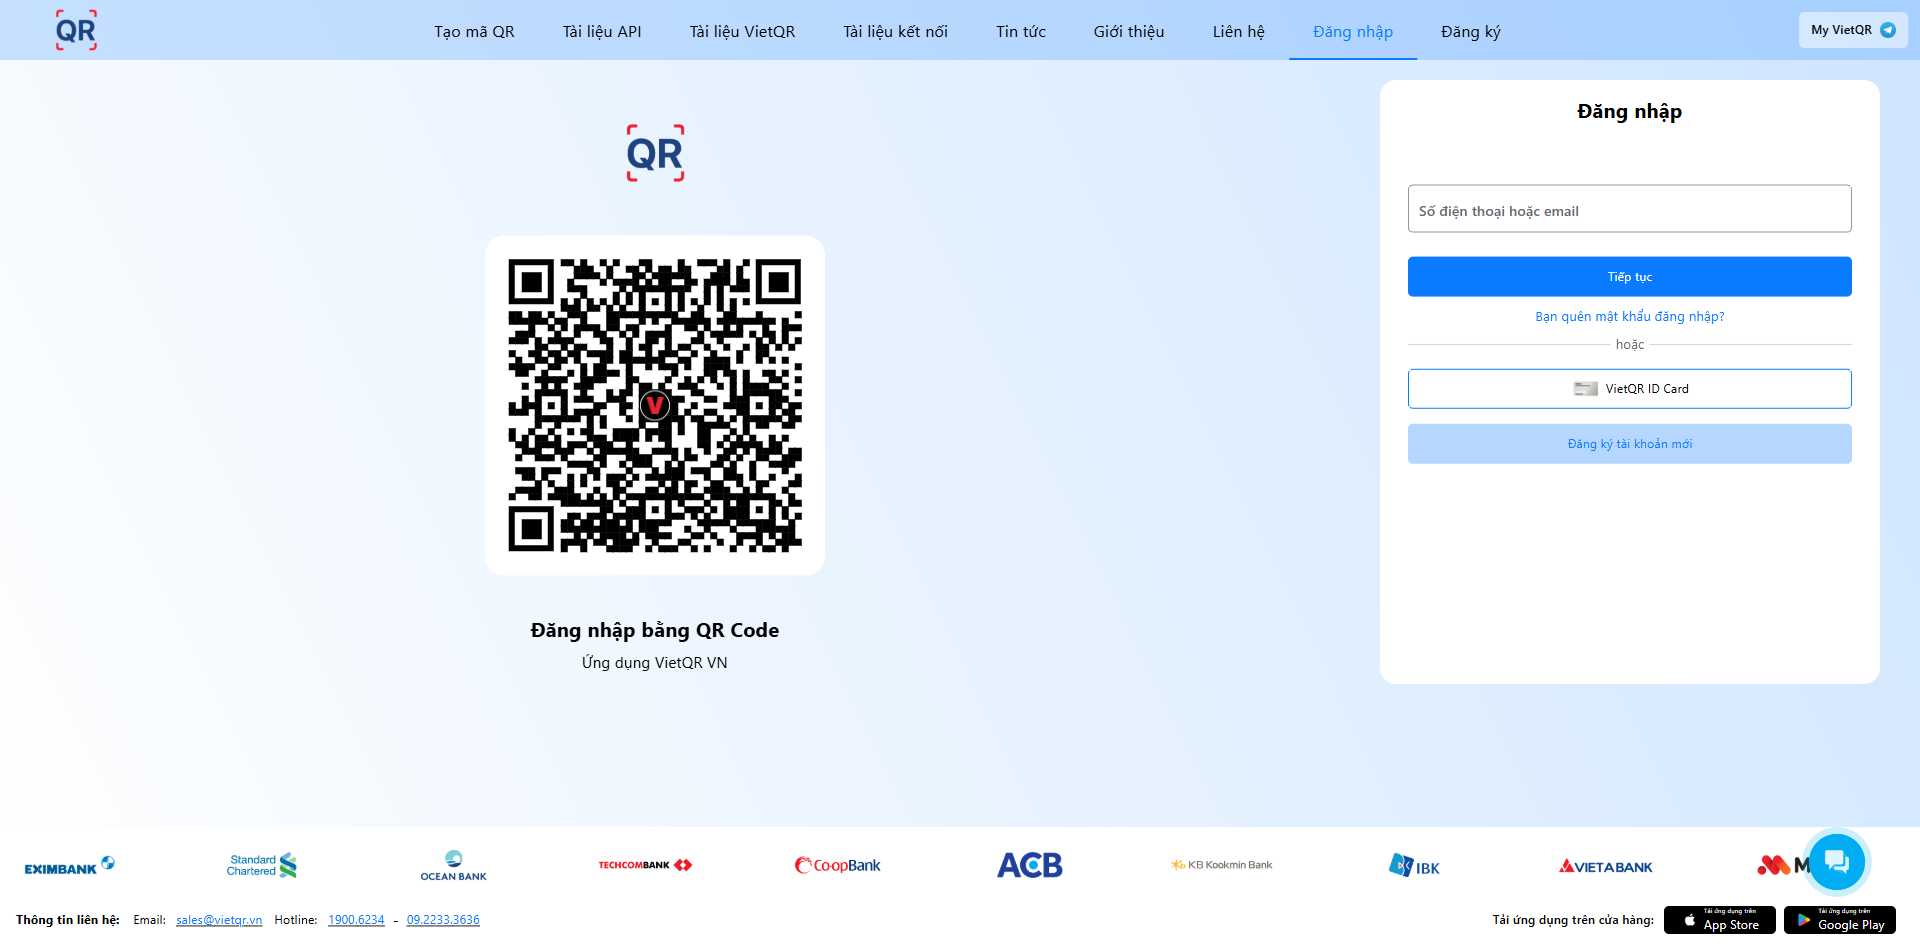 QR
Tạo mã QR
Tài liệu API
Tài liệu VietQR
Tài liệu kết nối
Tin tức
Giới thiệu
Liên hệ
Đăng nhập
Đăng ký
My VietQR
QR
V
Đăng nhập bằng QR Code
Ứng dụng VietQR VN
Đăng nhập
Số điện thoại hoặc email
Tiếp tục
Bạn quên mật khẩu đăng nhập?
hoặc
VietQR ID Card
Đăng ký tài khoản mới
EXIMBANK
Standard
Chartered
OCEAN BANK
TECHCOMBANK
Co-opBank
ACB
KB Kookmin Bank
IBK
VIETABANK
M
Thông tin liên hệ: Email: sales@vietqr.vn Hotline: 1900.6234 - 09.2233.3636
Tải ứng dụng trên cửa hàng:
Tải ứng dụng trên
App Store
Tải ứng dụng trên
Google Play